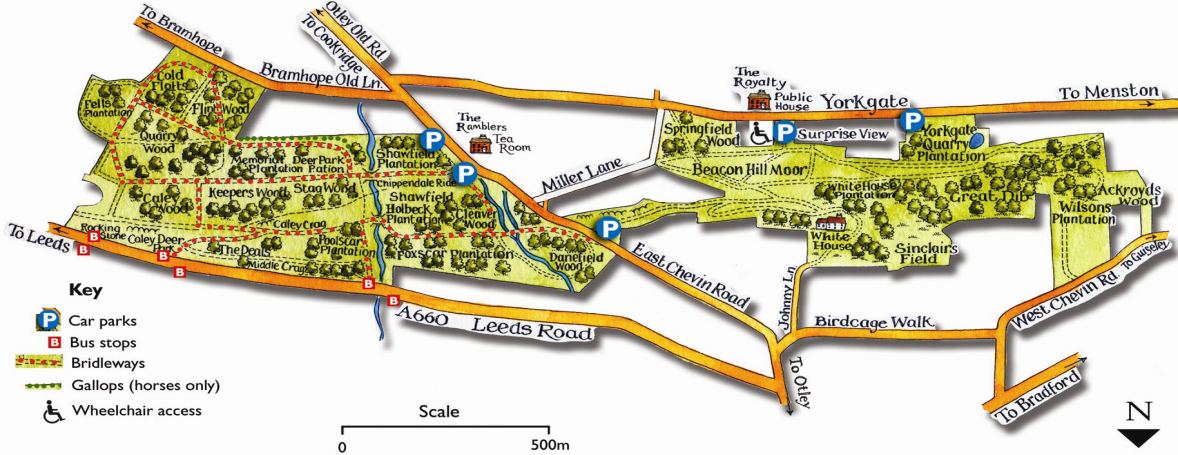 To Bramhope
Otley Old Rd.
To Cookridge
Bramhope Old Ln.
The Royalty
Public House
Yorkgate
To Menston
Cold Flatts
Fells Plantation
Flint Wood
Quarry Wood
Memorial Plantation
Deer Park Pation
Shawfield Plantation
The Ramblers
Tea Room
P
P
P
P
P
Springfield Wood
Surprise View
Yorkgate Quarry Plantation
Miller Lane
Beacon Hill Moor
Chippendale Ride
Keepers Wood
Stag Wood
Caley Wood
Shawfield Holbeck Plantation
Cleaver Wood
White House Plantation
Great Dib
Ackroyds Wood
Wilsons Plantation
Rocking Stone
Caley Deer Park
Caley Crag
The Deals
Poolscar Plantation
Middle Crag
Foxscar Plantation
Danefield Wood
White House
Sinclairs Field
To Leeds
B
B
B
B
B
East Chevin Road
Johnny Ln
Birdcage Walk
West Chevin Rd.
To Guiseley
A660 Leeds Road
To Otley
To Bradford
Key
P Car parks
B Bus stops
Bridleways
Gallops (horses only)
Wheelchair access
Scale
0 500m
N